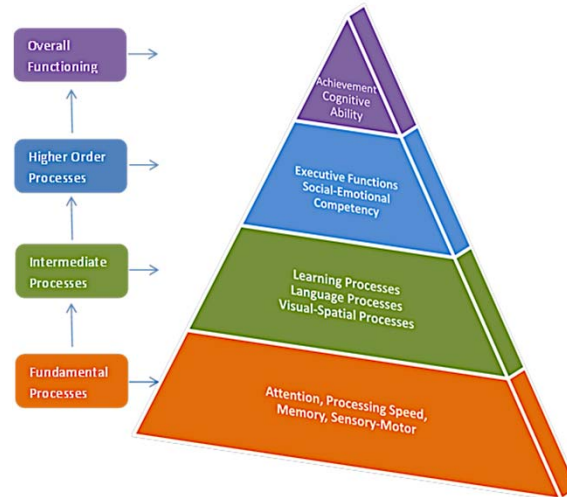 Overall
Functioning
Achievement
Cognitive
Ability
Higher Order
Processes
Executive Functions
Social-Emotional
Competency
Intermediate
Processes
Learning Processes
Language Processes
Visual-Spatial Processes
Fundamental
Processes
Attention, Processing Speed,
Memory, Sensory-Motor